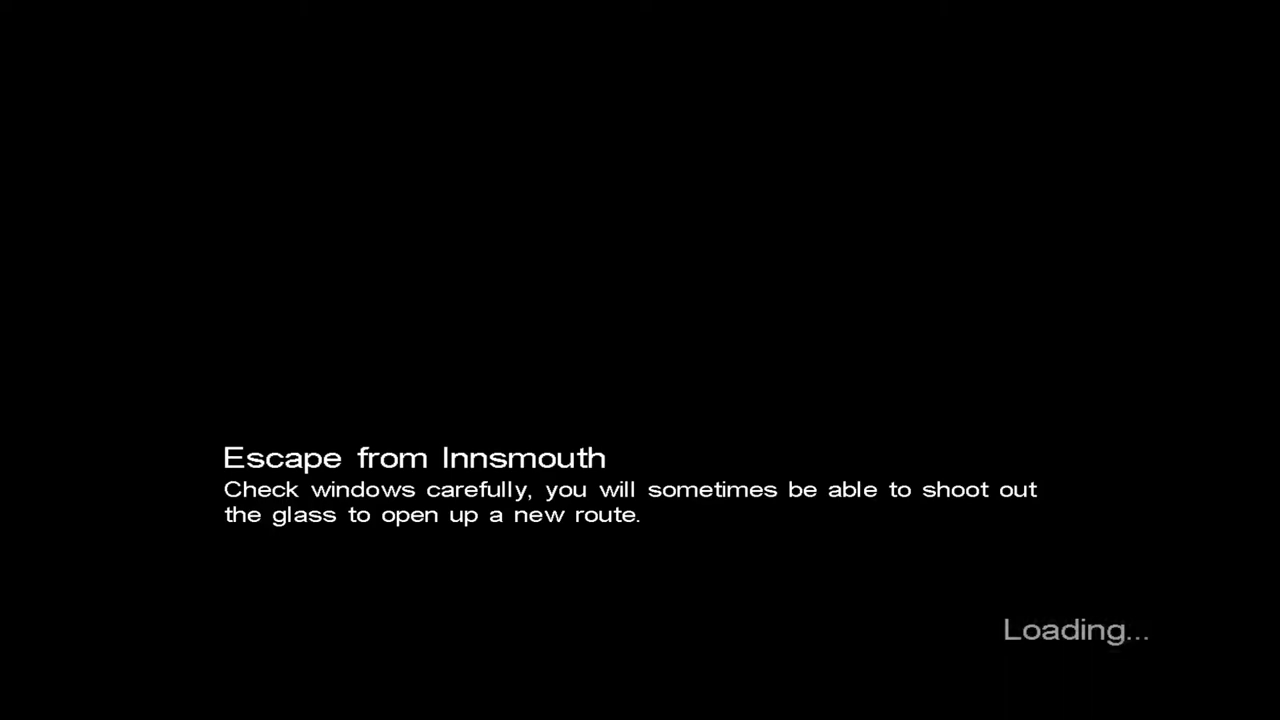 Escape from Innsmouth
Check windows carefully, you will sometimes be able to shoot out
the glass to open up a new route.
Loading...